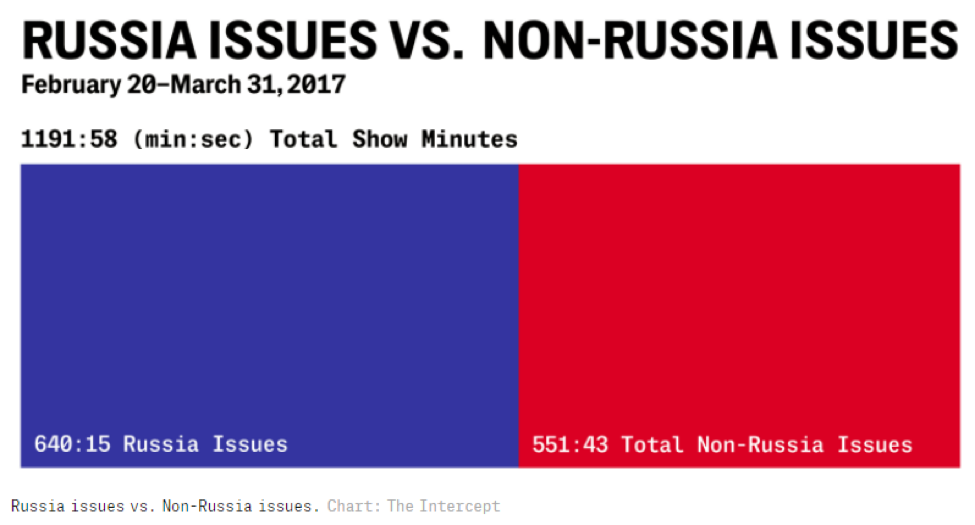 RUSSIA ISSUES VS. NON-RUSSIA ISSUES
February 20–March 31, 2017
1191:58 (min:sec) Total Show Minutes
640:15 Russia Issues
551:43 Total Non-Russia Issues
Russia issues vs. Non-Russia issues. Chart: The Intercept